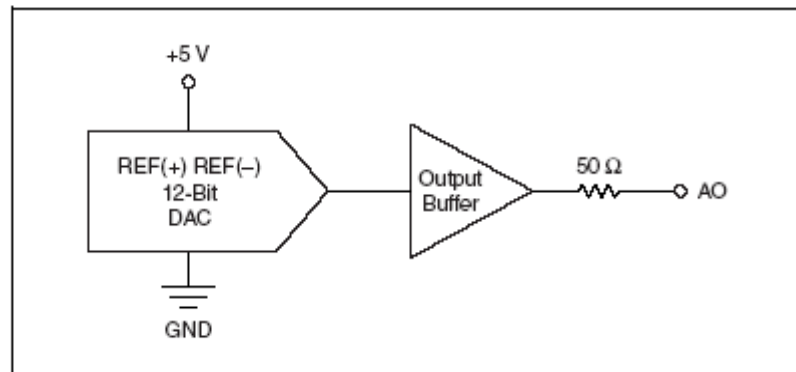 +5 V
REF(+) REF(–)
12-Bit
DAC
GND
Output
Buffer
50 Ω
AO